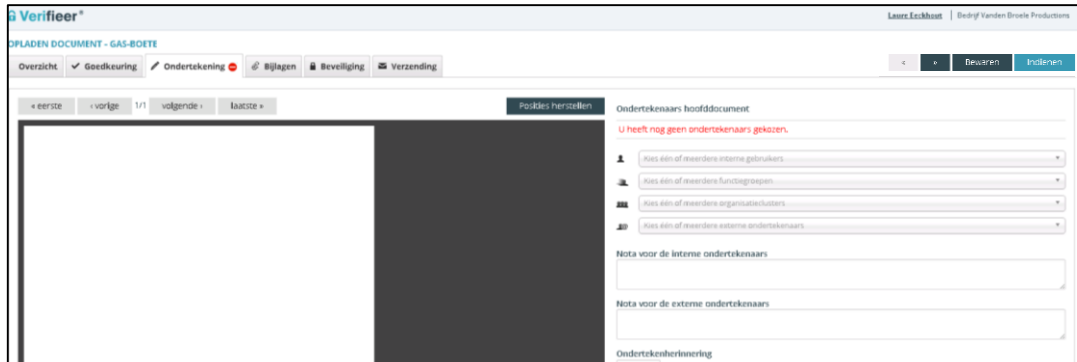 Verifieer°
Laure Eeckhout | Bedrijf Vanden Broele Productions
OPLADEN DOCUMENT - GAS-BOETE
Overzicht Goedkeuring Ondertekening Bijlagen Beveiliging Verzending
« » Bewaren Indienen
« eerste ‹ vorige 1/1 volgende › laatste » Posities herstellen
Ondertekenaars hoofddocument
U heeft nog geen ondertekenaars gekozen.
Kies één of meerdere interne gebruikers
Kies één of meerdere functiegroepen
Kies één of meerdere organisatieclusters
Kies één of meerdere externe ondertekenaars
Nota voor de interne ondertekenaars
Nota voor de externe ondertekenaars
Ondertekenherinnering